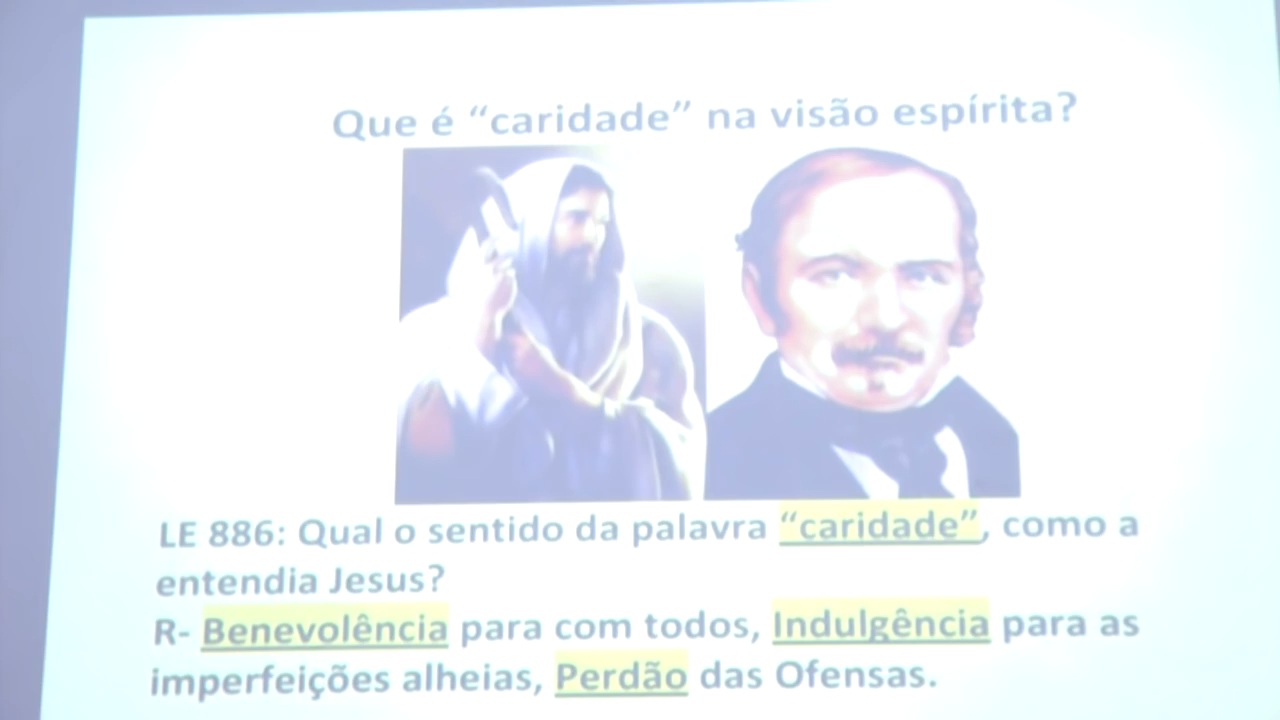 Que é “caridade” na visão espírita?
LE 886: Qual o sentido da palavra “caridade”, como a
entendia Jesus?
R- Benevolência para com todos, Indulgência para as
imperfeições alheias, Perdão das Ofensas.